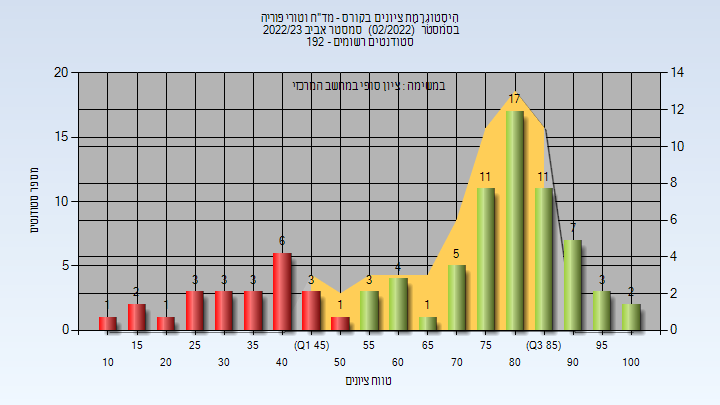 היסטוגרמת ציונים בקורס - מד"ח וטורי פוריה
בסמסטר (02/2022) סמסטר אביב 2022/23
סטודנטים רשומים - 192
במשימה : ציון סופי במחשב המרכזי
מספר סטודנטים
20
15
10
5
0
14
12
10
8
6
4
2
0
1 2 1 3 3 3 6 3 1 3 4 1 5 11 17 11 7 3 2
15 25 35 (Q1 45) 55 65 75 (Q3 85) 95
10 20 30 40 50 60 70 80 90 100
טווח ציונים